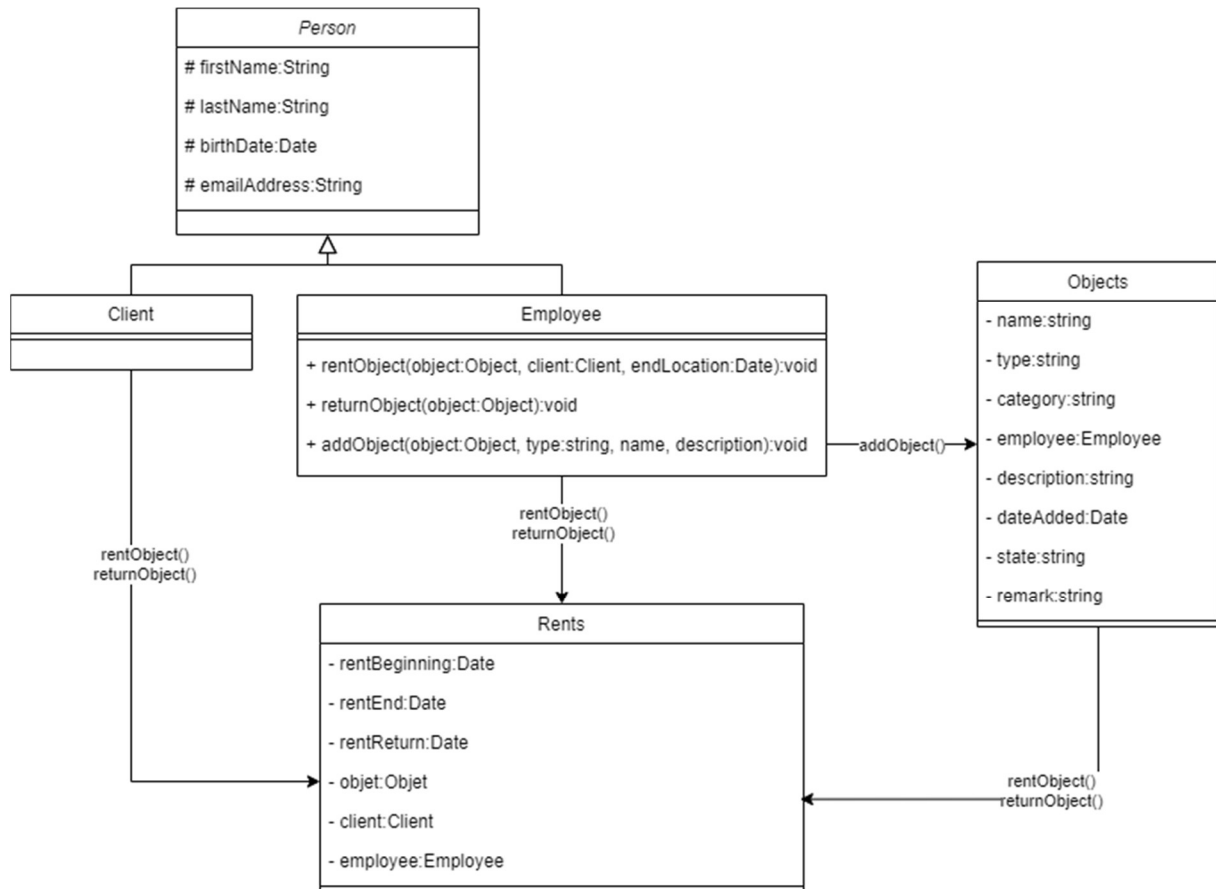 Person
# firstName:String
# lastName:String
# birthDate:Date
# emailAddress:String
Client
Employee
+ rentObject(object:Object, client:Client, endLocation:Date):void
+ returnObject(object:Object):void
+ addObject(object:Object, type:string, name, description):void
addObject()
Objects
- name:string
- type:string
- category:string
- employee:Employee
- description:string
- dateAdded:Date
- state:string
- remark:string
rentObject()
returnObject()
rentObject()
returnObject()
Rents
- rentBeginning:Date
- rentEnd:Date
- rentReturn:Date
- objet:Objet
- client:Client
- employee:Employee
rentObject()
returnObject()